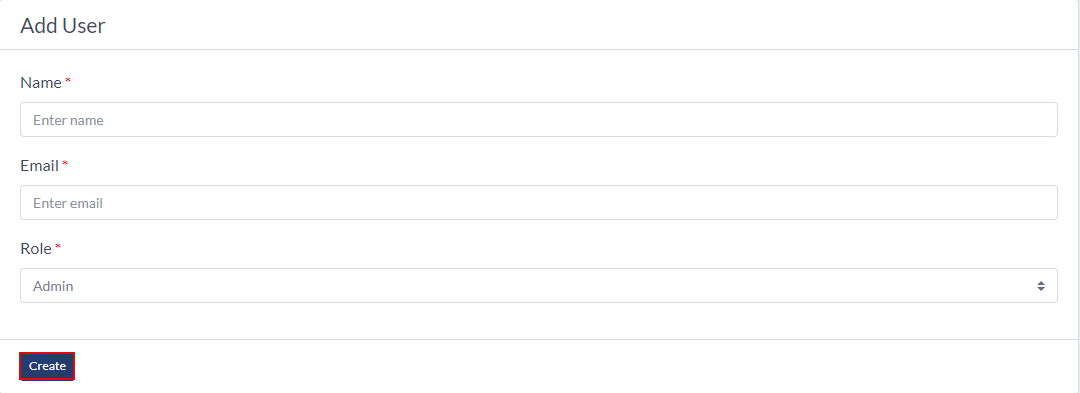 Add User
Name *
Enter name
Email *
Enter email
Role *
Admin
Create